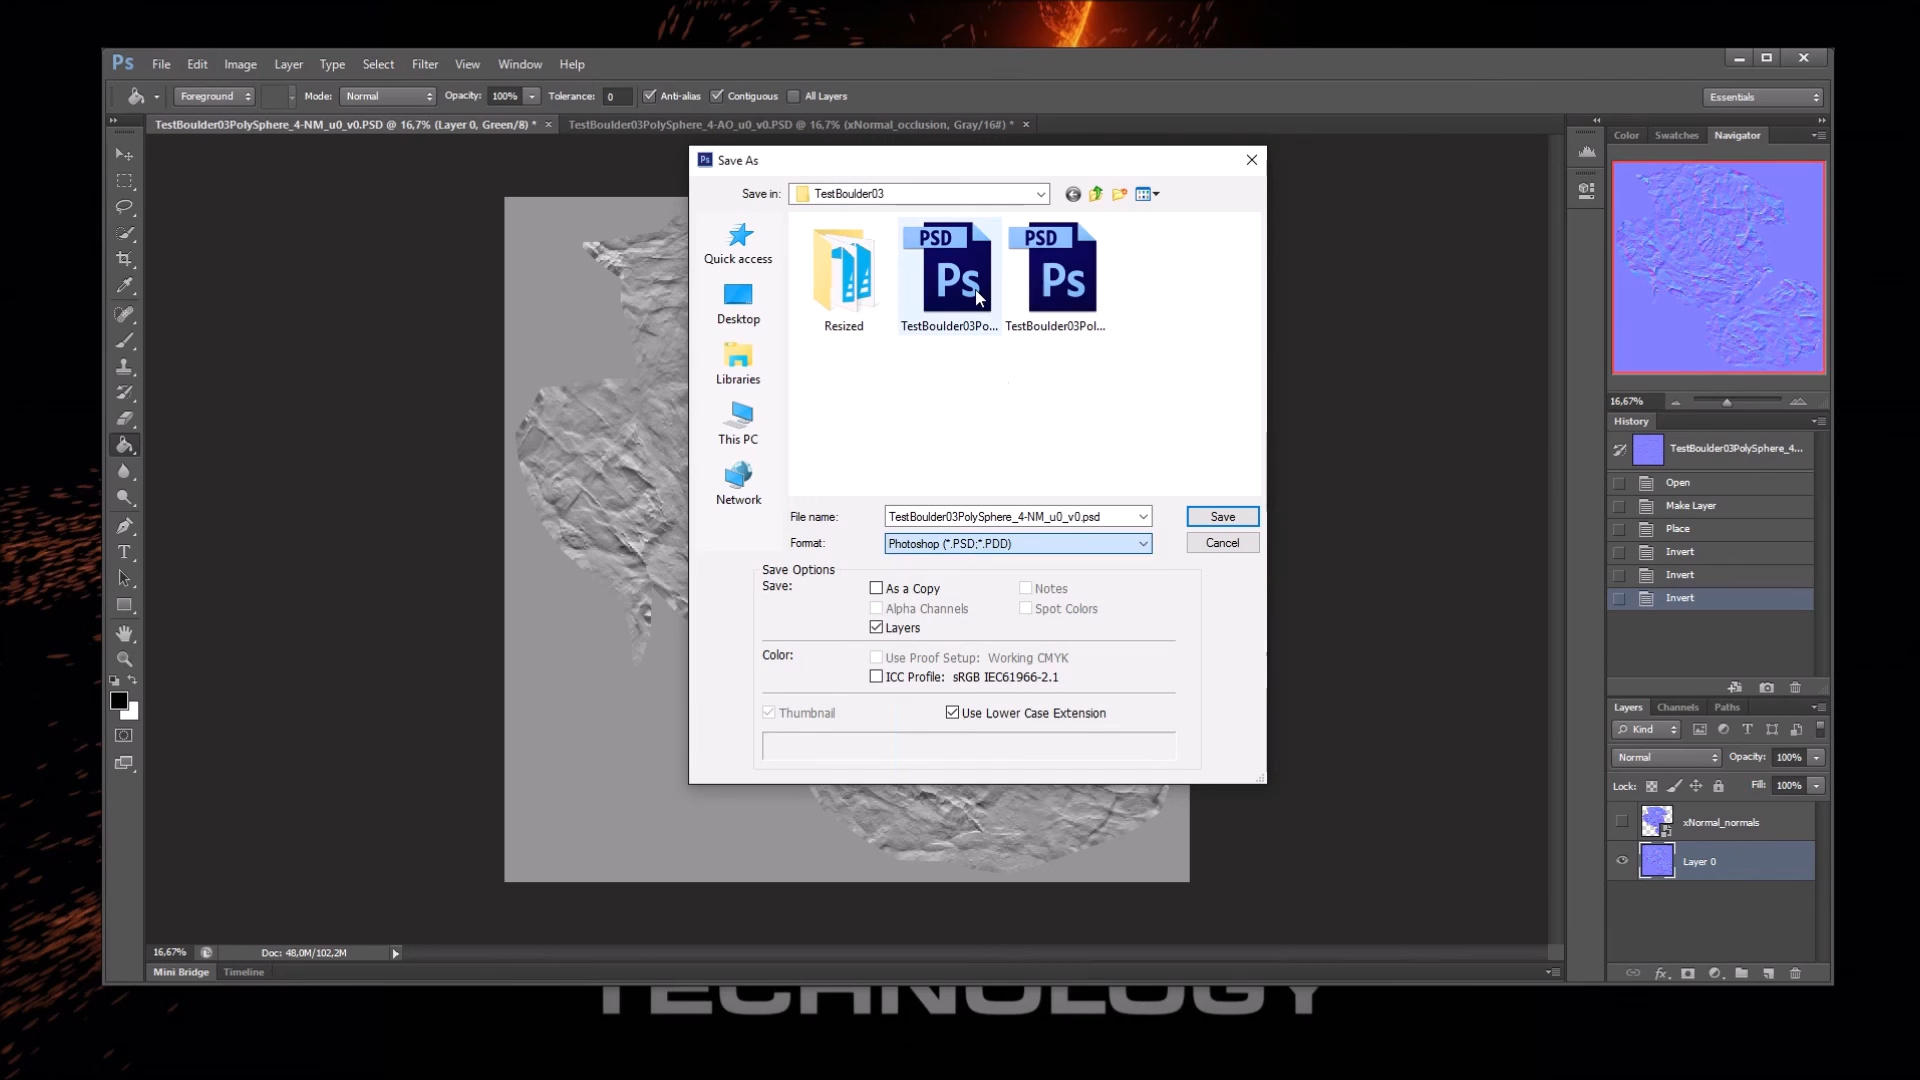 Ps File Edit Image Layer Type Select Filter View Window Help
Foreground Mode: Normal Opacity: 100% Tolerance: 0 Anti-alias Contiguous All Layers Essentials
TestBoulder03PolySphere_4-NM_u0_v0.PSD @ 16,7% (Layer 0, Green/8) * × TestBoulder03PolySphere_4-AO_u0_v0.PSD @ 16,7% (xNormal_occlusion, Gray/16#) * ×
Color Swatches Navigator
Ps Save As
Save in: TestBoulder03
Quick access
Desktop
Libraries
This PC
Network
PSD PSD
Ps Ps
Resized TestBoulder03Po... TestBoulder03Pol...
File name: TestBoulder03PolySphere_4-NM_u0_v0.psd Save
Format: Photoshop (*.PSD;*.PDD) Cancel
Save Options
Save: As a Copy Notes
Alpha Channels Spot Colors
Layers
Color: Use Proof Setup: Working CMYK
ICC Profile: sRGB IEC61966-2.1
Thumbnail Use Lower Case Extension
16,67%
History
TestBoulder03PolySphere_4...
Open
Make Layer
Place
Invert
Invert
Invert
Layers Channels Paths
Kind T
Normal Opacity: 100%
Lock: Fill: 100%
xNormal_normals
Layer 0
fx
16,67% Doc: 48,0M/102,2M
Mini Bridge Timeline
TECHNOLOGY